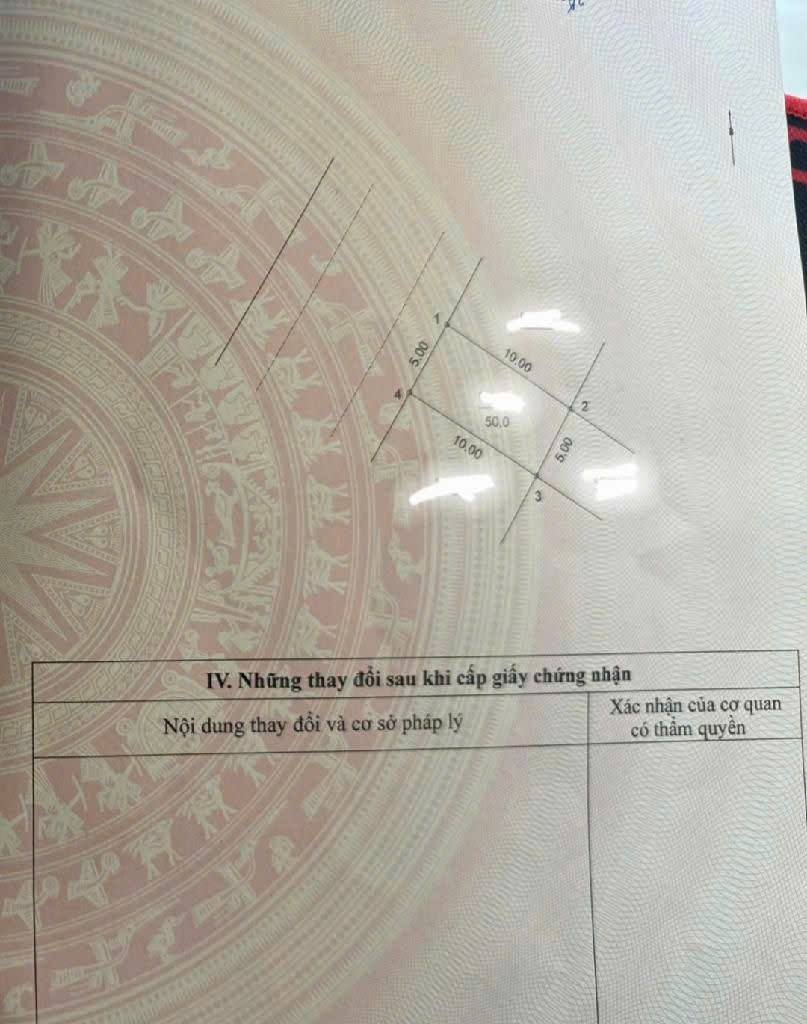 1
5.00
10.00
4
2
50,0
10.00
5.00
3
IV. Những thay đổi sau khi cấp giấy chứng nhận
Nội dung thay đổi và cơ sở pháp lý
Xác nhận của cơ quan
có thẩm quyền